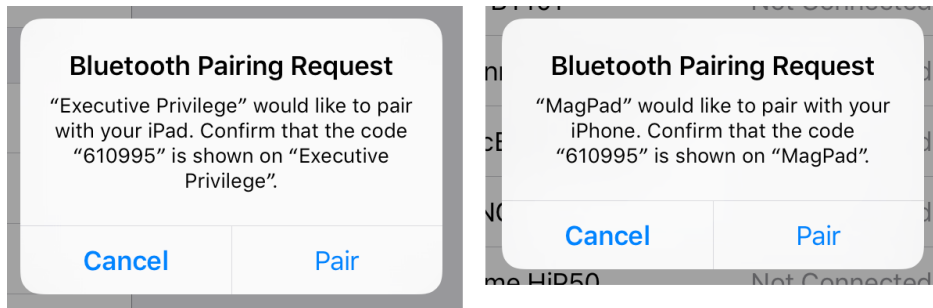 Bluetooth Pairing Request
“Executive Privilege” would like to pair
with your iPad. Confirm that the code
“610995” is shown on “Executive
Privilege”.
Cancel
Pair
Not Connected
Bluetooth Pairing Request
“MagPad” would like to pair with your
iPhone. Confirm that the code
“610995” is shown on “MagPad”.
Cancel
Pair
me HiP50
Not Connected